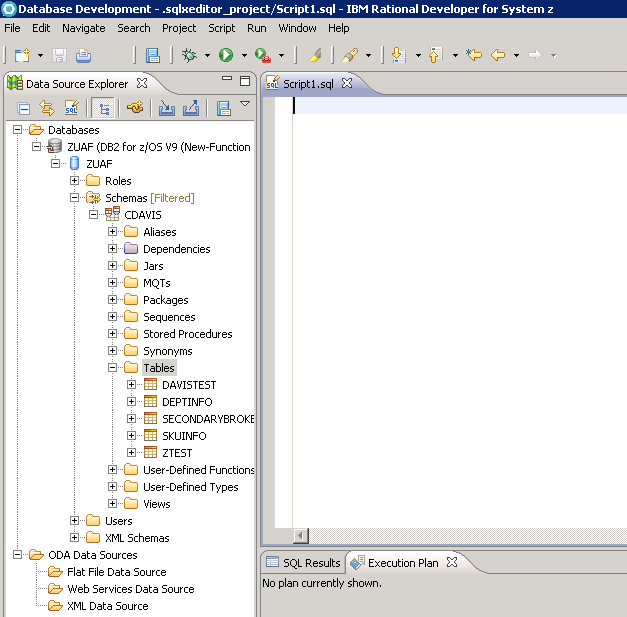 Database Development - .sqlxeditor_project/Script1.sql - IBM Rational Developer for System z
File Edit Navigate Search Project Script Run Window Help
Data Source Explorer
Script1.sql
SQL
Databases
ZUAF (DB2 for z/OS V9 (New-Function
ZUAF
Roles
Schemas [Filtered]
CDAVIS
Aliases
Dependencies
Jars
MQTs
Packages
Sequences
Stored Procedures
Synonyms
Tables
DAVISTEST
DEPTINFO
SECONDARYBROKE
SKUINFO
ZTEST
User-Defined Functions
User-Defined Types
Views
Users
XML Schemas
ODA Data Sources
Flat File Data Source
Web Services Data Source
XML Data Source
SQL Results
Execution Plan
No plan currently shown.